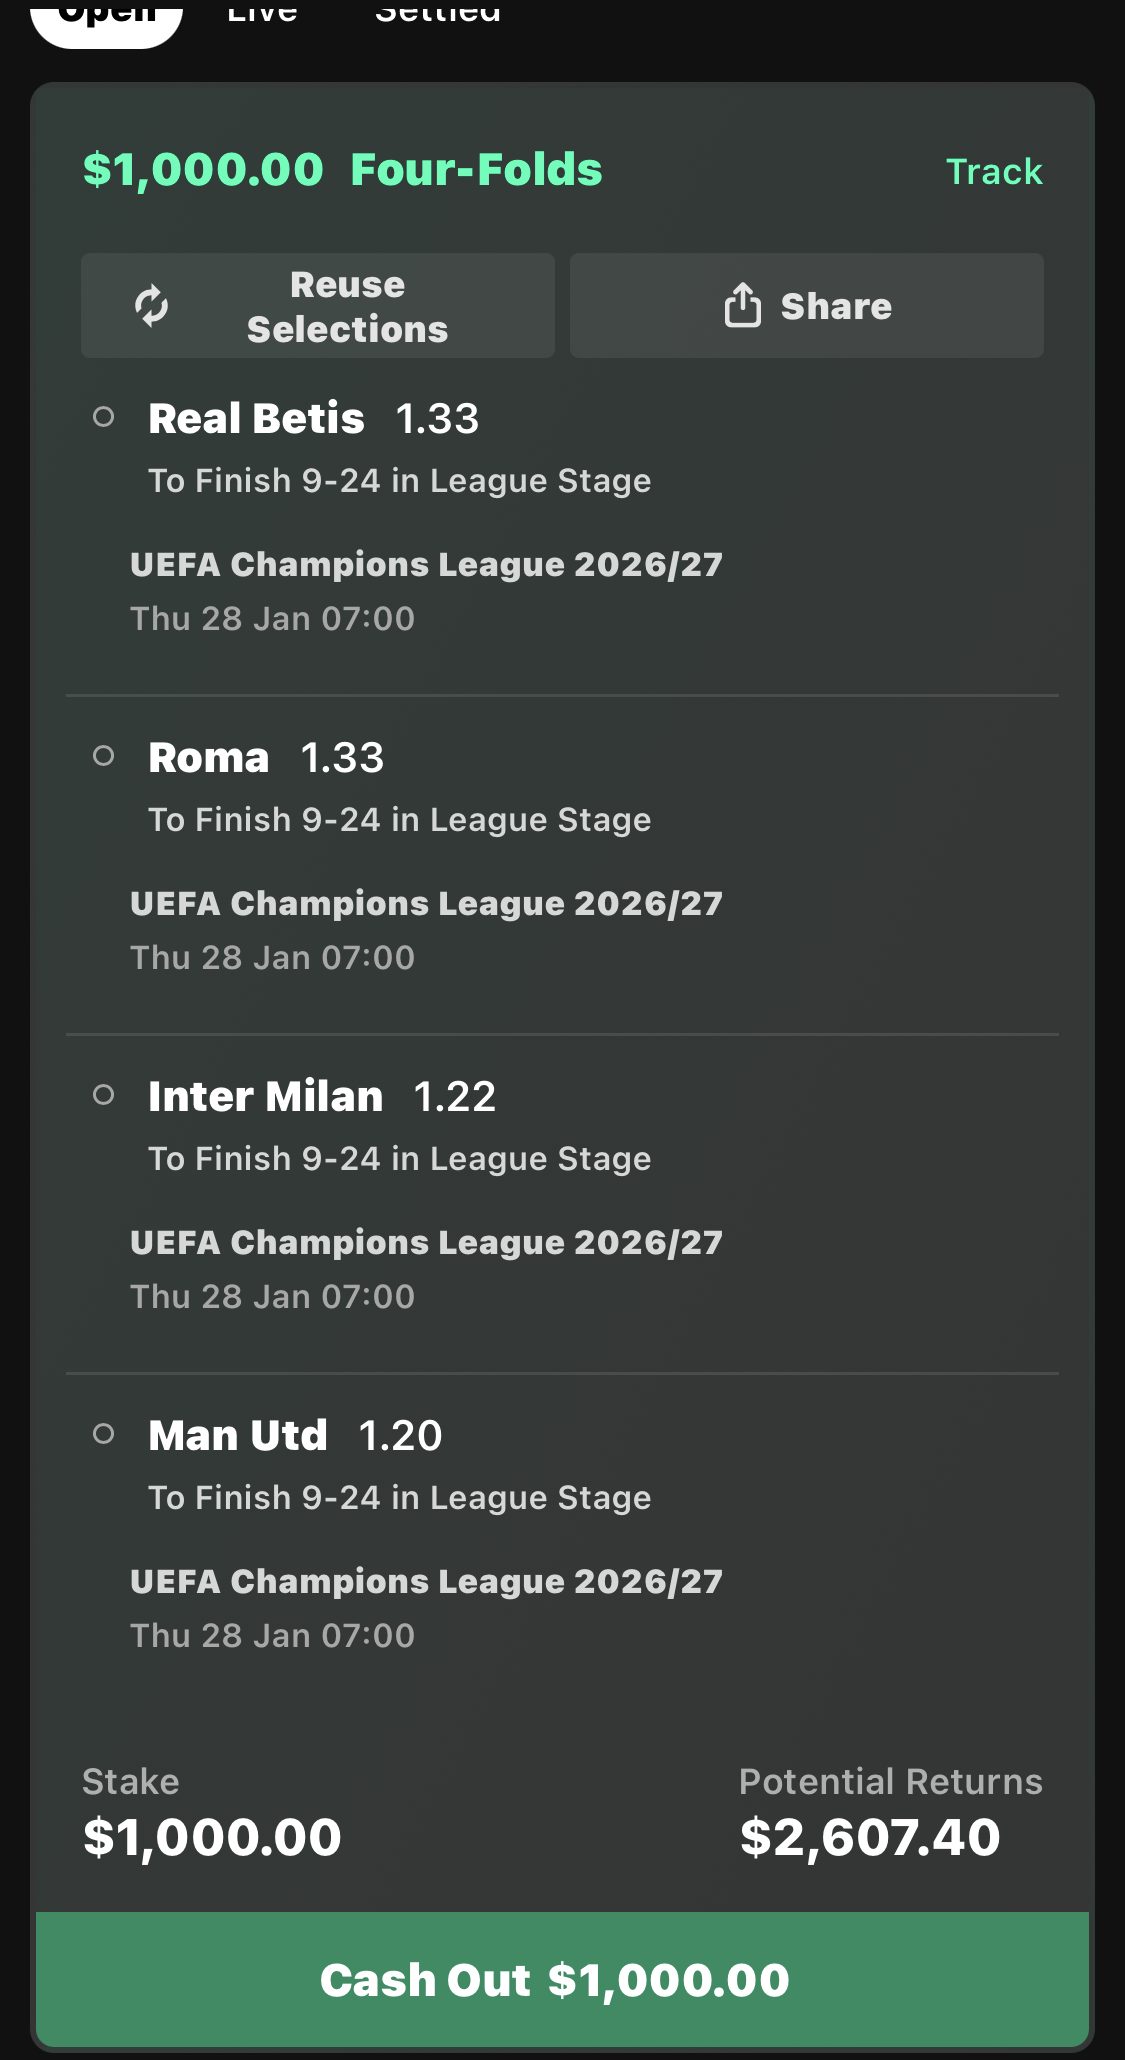 Open Live Settled
$1,000.00 Four-Folds Track
Reuse
Selections
Share
Real Betis 1.33
To Finish 9-24 in League Stage
UEFA Champions League 2026/27
Thu 28 Jan 07:00
Roma 1.33
To Finish 9-24 in League Stage
UEFA Champions League 2026/27
Thu 28 Jan 07:00
Inter Milan 1.22
To Finish 9-24 in League Stage
UEFA Champions League 2026/27
Thu 28 Jan 07:00
Man Utd 1.20
To Finish 9-24 in League Stage
UEFA Champions League 2026/27
Thu 28 Jan 07:00
Stake Potential Returns
$1,000.00 $2,607.40
Cash Out $1,000.00